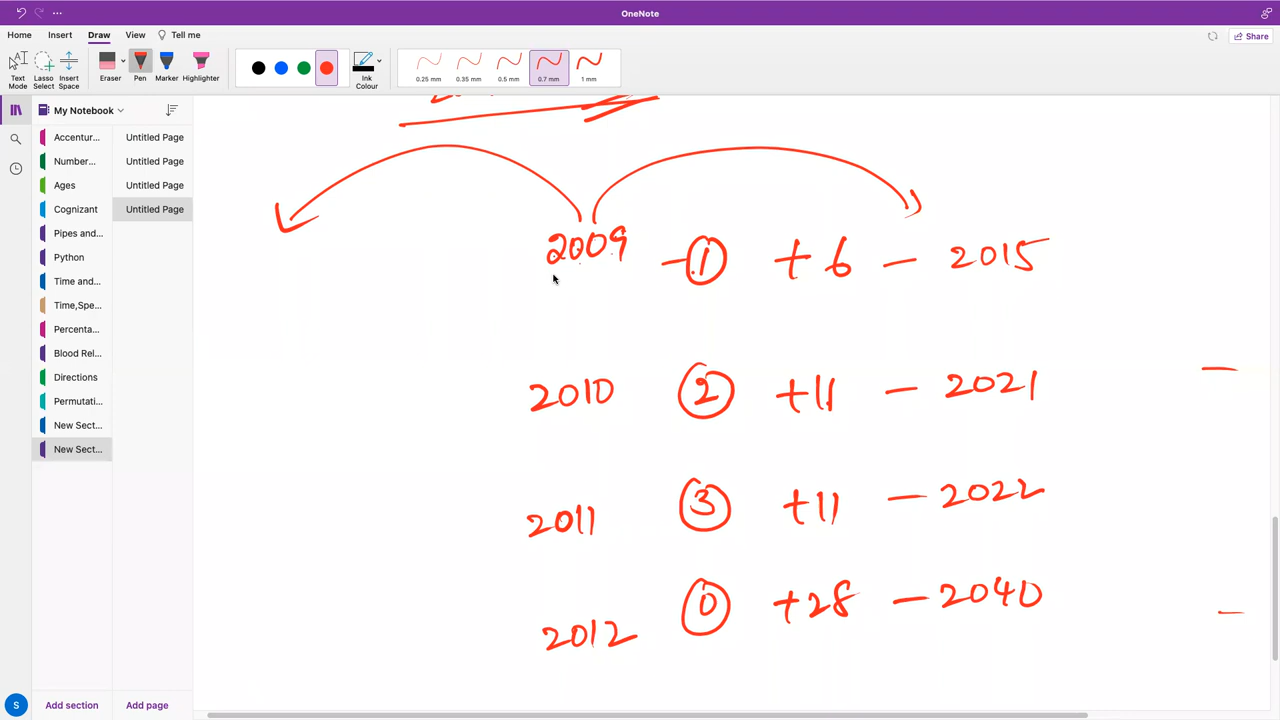 OneNote
Home Insert Draw View Tell me
Share
Text Mode
Lasso Select
Insert Space
Eraser
Pen
Marker
Highlighter
Ink Colour
0.25 mm
0.35 mm
0.5 mm
0.7 mm
1 mm
My Notebook
Accentur...
Number...
Ages
Cognizant
Pipes and...
Python
Time and...
Time,Spe...
Percenta...
Blood Rel...
Directions
Permutati...
New Sect...
New Sect...
Untitled Page
Untitled Page
Untitled Page
Untitled Page
2009 - 1 + 6 - 2015
2010 2 +11 - 2021
2011 3 +11 - 2022
2012 0 +28 - 2040
S
Add section
Add page